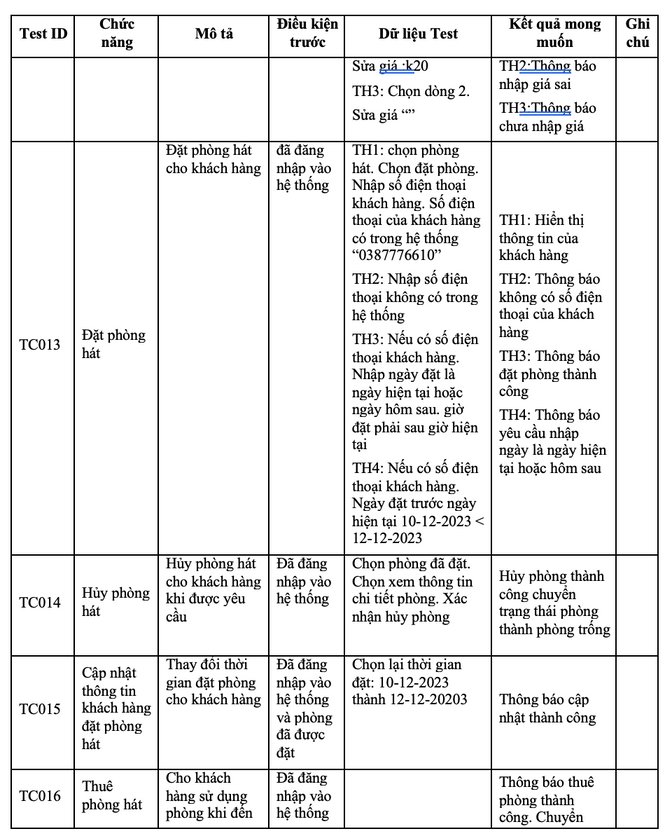 Test ID
Chức
năng
Mô tả
Điều kiện
trước
Dữ liệu Test
Kết quả mong
muốn
Ghi
chú
Sửa giá :k20
TH3: Chọn dòng 2.
Sửa giá “”
TH2:Thông báo
nhập giá sai
TH3:Thông báo
chưa nhập giá
TC013
Đặt phòng
hát
Đặt phòng hát
cho khách hàng
đã đăng
nhập vào
hệ thống
TH1: chọn phòng
hát. Chọn đặt phòng.
Nhập số điện thoại
khách hàng. Số điện
thoại của khách hàng
có trong hệ thống
“0387776610”
TH2: Nhập số điện
thoại không có trong
hệ thống
TH3: Nếu có số điện
thoại khách hàng.
Nhập ngày đặt là
ngày hiện tại hoặc
ngày hôm sau. giờ
đặt phải sau giờ hiện
tại
TH4: Nếu có số điện
thoại khách hàng.
Ngày đặt trước ngày
hiện tại 10-12-2023 <
12-12-2023
TH1: Hiển thị
thông tin của
khách hàng
TH2: Thông báo
không có số điện
thoại của khách
hàng
TH3: Thông báo
đặt phòng thành
công
TH4: Thông báo
yêu cầu nhập
ngày là ngày hiện
tại hoặc hôm sau
TC014
Hủy phòng
hát
Hủy phòng hát
cho khách hàng
khi được yêu
cầu
Đã đăng
nhập vào
hệ thống
Chọn phòng đã đặt.
Chọn xem thông tin
chi tiết phòng. Xác
nhận hủy phòng
Hủy phòng thành
công chuyển
trạng thái phòng
thành phòng trống
TC015
Cập nhật
thông tin
khách hàng
đặt phòng
hát
Thay đổi thời
gian đặt phòng
cho khách hàng
Đã đăng
nhập vào
hệ thống
và phòng
đã được
đặt
Chọn lại thời gian
đặt: 10-12-2023
thành 12-12-20203
Thông báo cập
nhật thành công
TC016
Thuê
phòng hát
Cho khách
hàng sử dụng
phòng khi đến
Đã đăng
nhập vào
hệ thống
Thông báo thuê
phòng thành
công. Chuyển